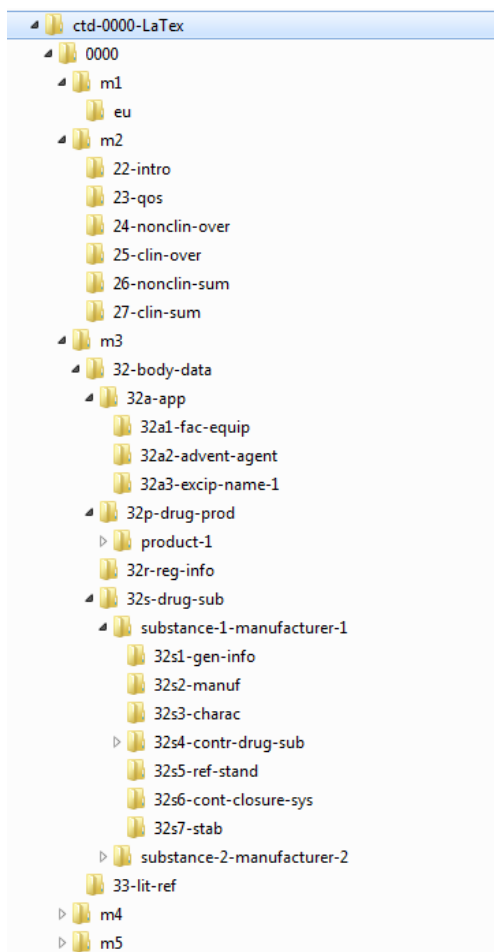 ctd-0000-LaTex
0000
m1
eu
m2
22-intro
23-qos
24-nonclin-over
25-clin-over
26-nonclin-sum
27-clin-sum
m3
32-body-data
32a-app
32a1-fac-equip
32a2-advent-agent
32a3-excip-name-1
32p-drug-prod
product-1
32r-reg-info
32s-drug-sub
substance-1-manufacturer-1
32s1-gen-info
32s2-manuf
32s3-charac
32s4-contr-drug-sub
32s5-ref-stand
32s6-cont-closure-sys
32s7-stab
substance-2-manufacturer-2
33-lit-ref
m4
m5